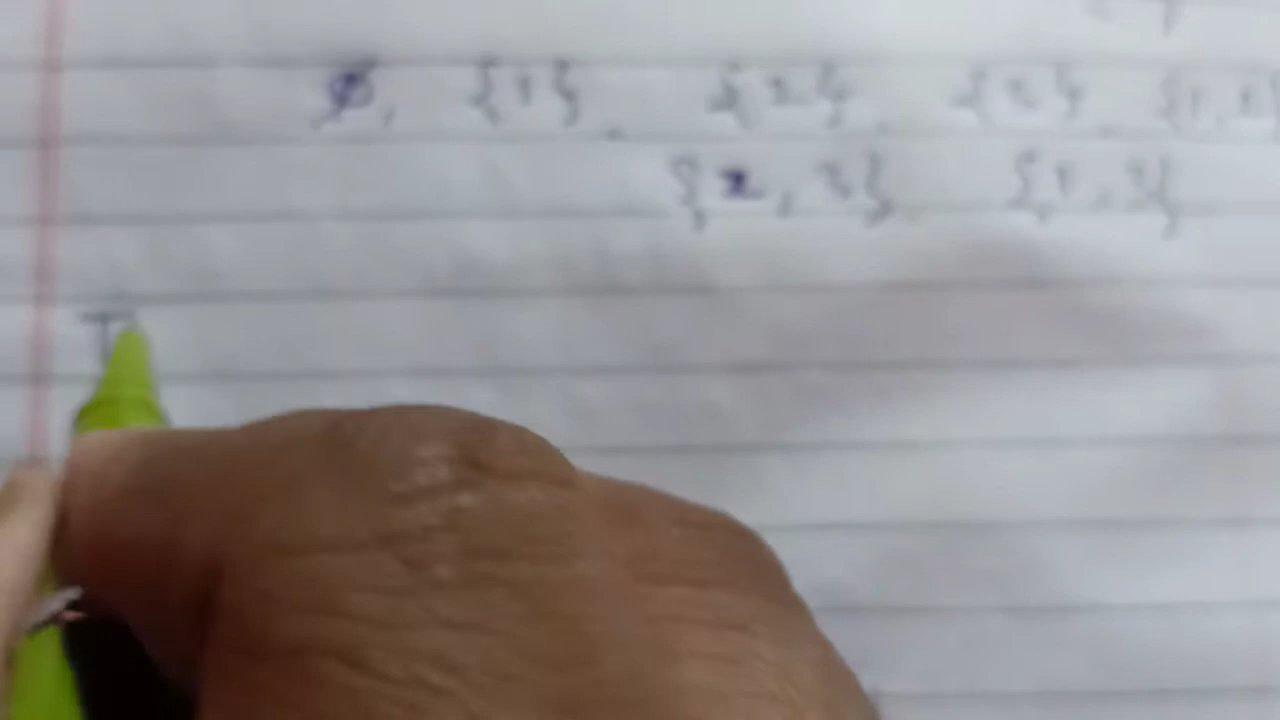 ∅, {1} {2} {3} {1, 2}
{2, 3} {1, 3}
T